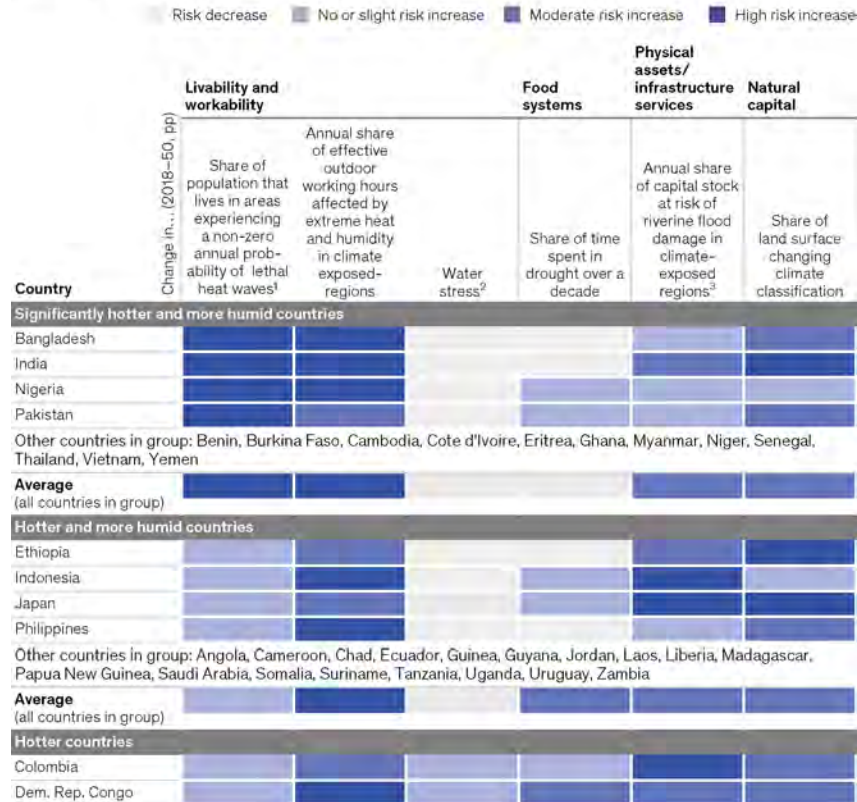 Risk decrease No or slight risk increase Moderate risk increase High risk increase
Change in... (2018–50, pp)
Livability and
workability
Food
systems
Physical
assets/
infrastructure
services
Natural
capital
Country
Share of
population that
lives in areas
experiencing
a non-zero
annual prob-
ability of lethal
heat waves¹
Annual share
of effective
outdoor
working hours
affected by
extreme heat
and humidity
in climate
exposed-
regions
Water
stress²
Share of time
spent in
drought over a
decade
Annual share
of capital stock
at risk of
riverine flood
damage in
climate-
exposed
regions³
Share of
land surface
changing
climate
classification
Significantly hotter and more humid countries
Bangladesh
India
Nigeria
Pakistan
Other countries in group: Benin, Burkina Faso, Cambodia, Cote d'Ivoire, Eritrea, Ghana, Myanmar, Niger, Senegal,
Thailand, Vietnam, Yemen
Average
(all countries in group)
Hotter and more humid countries
Ethiopia
Indonesia
Japan
Philippines
Other countries in group: Angola, Cameroon, Chad, Ecuador, Guinea, Guyana, Jordan, Laos, Liberia, Madagascar,
Papua New Guinea, Saudi Arabia, Somalia, Suriname, Tanzania, Uganda, Uruguay, Zambia
Average
(all countries in group)
Hotter countries
Colombia
Dem. Rep. Congo